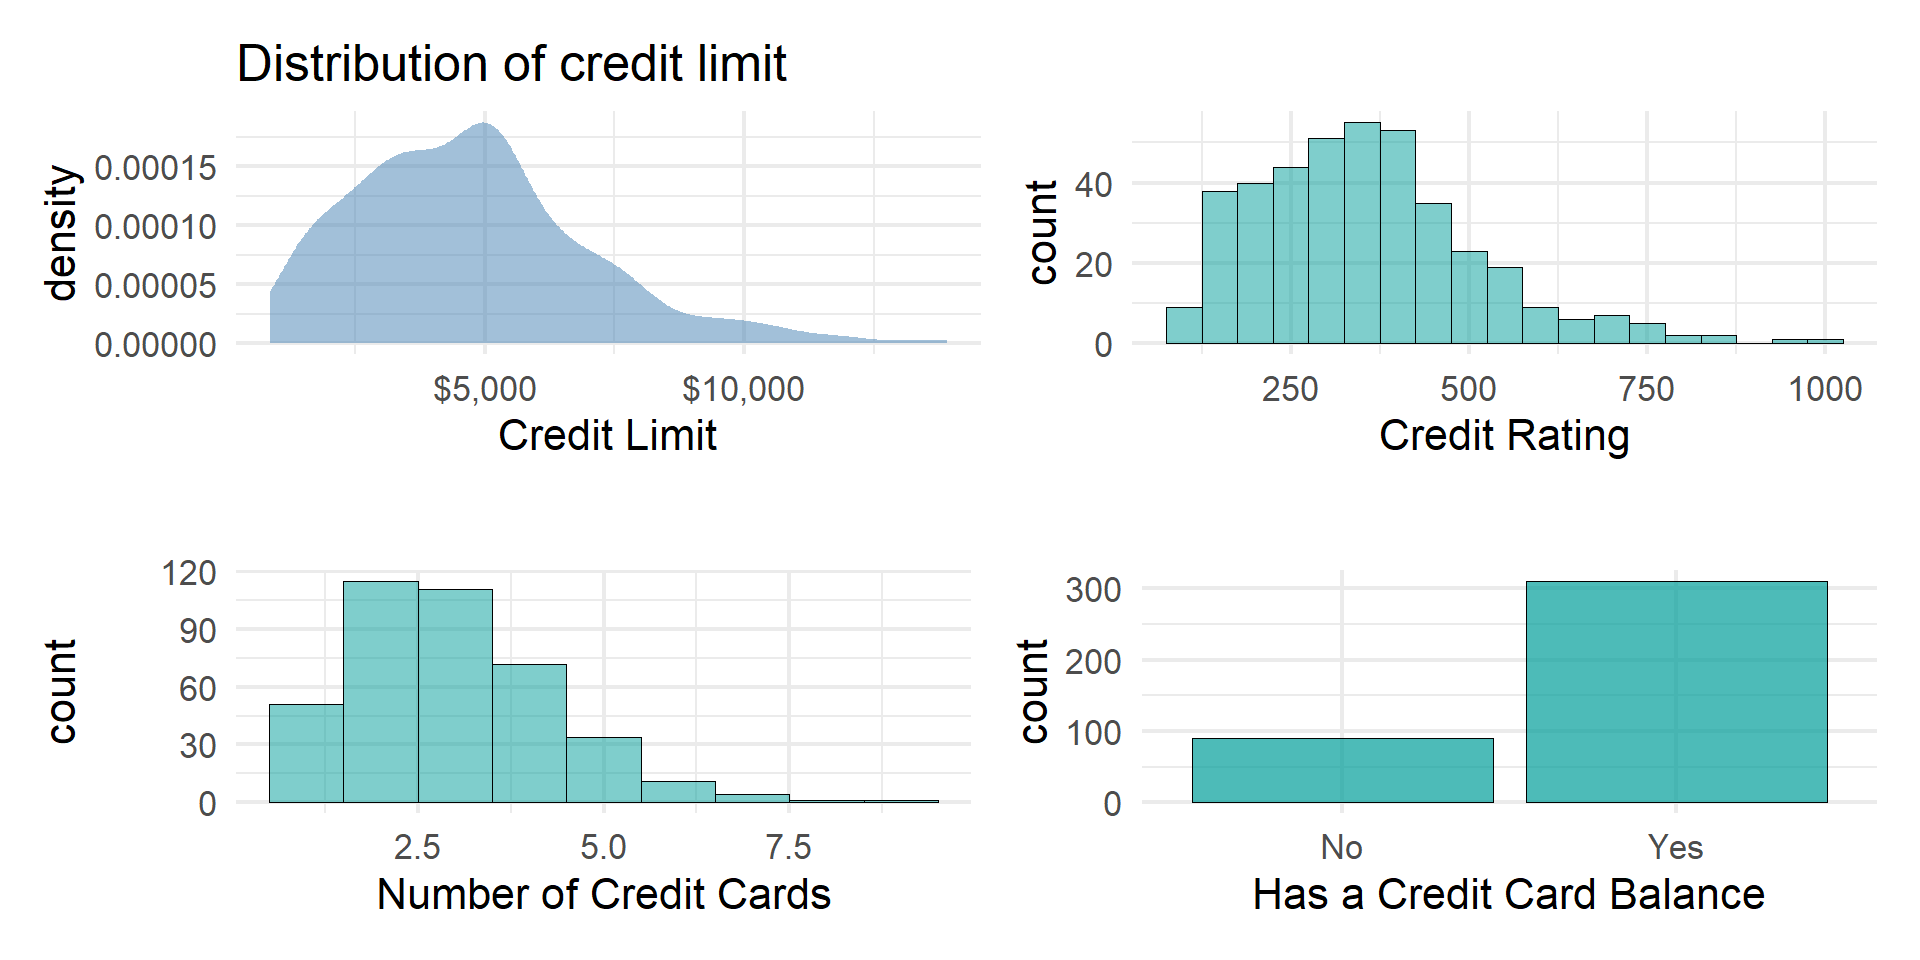 Distribution of credit limit
density
0.00015
0.00010
0.00005
0.00000
$5,000 $10,000
Credit Limit
count
40
20
0
250 500 750 1000
Credit Rating
count
120
90
60
30
0
2.5 5.0 7.5
Number of Credit Cards
count
300
200
100
0
No Yes
Has a Credit Card Balance